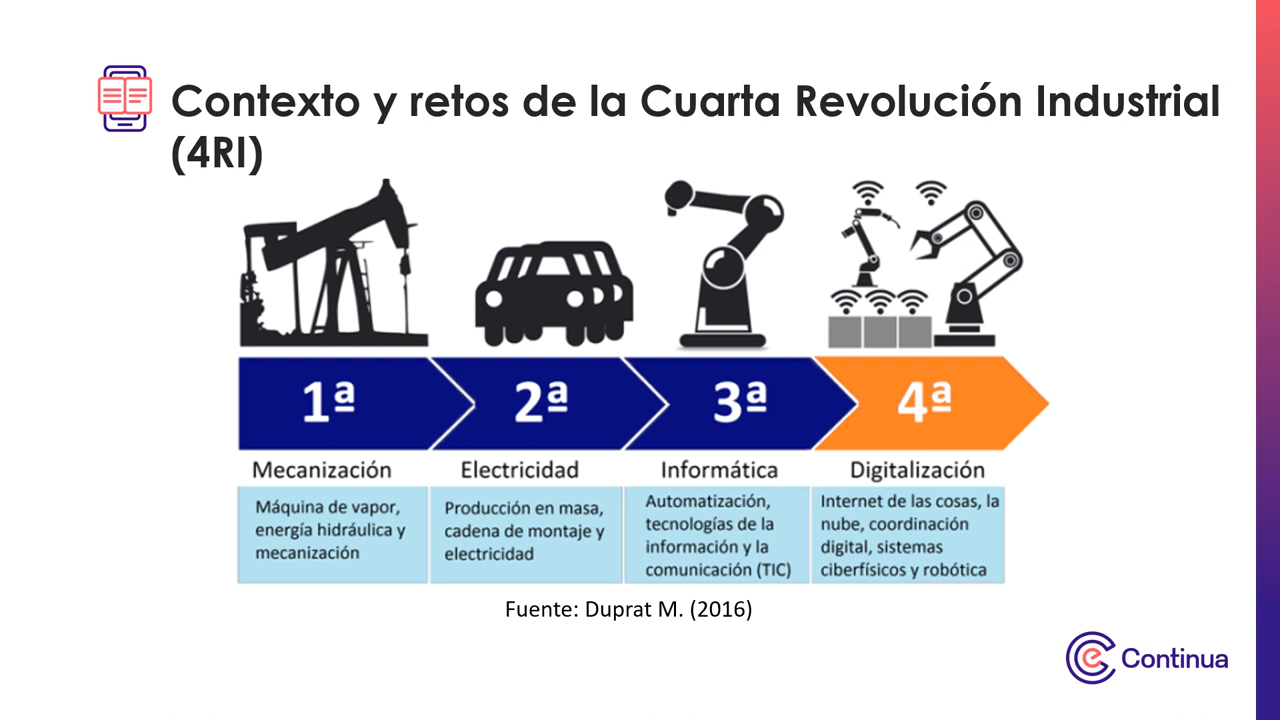 Contexto y retos de la Cuarta Revolución Industrial
(4RI)
1ª
2ª
3ª
4ª
Mecanización
Electricidad
Informática
Digitalización
Máquina de vapor,
energía hidráulica y
mecanización
Producción en masa,
cadena de montaje y
electricidad
Automatización,
tecnologías de la
información y la
comunicación (TIC)
Internet de las cosas, la
nube, coordinación
digital, sistemas
ciberfísicos y robótica
Fuente: Duprat M. (2016)
e Continua